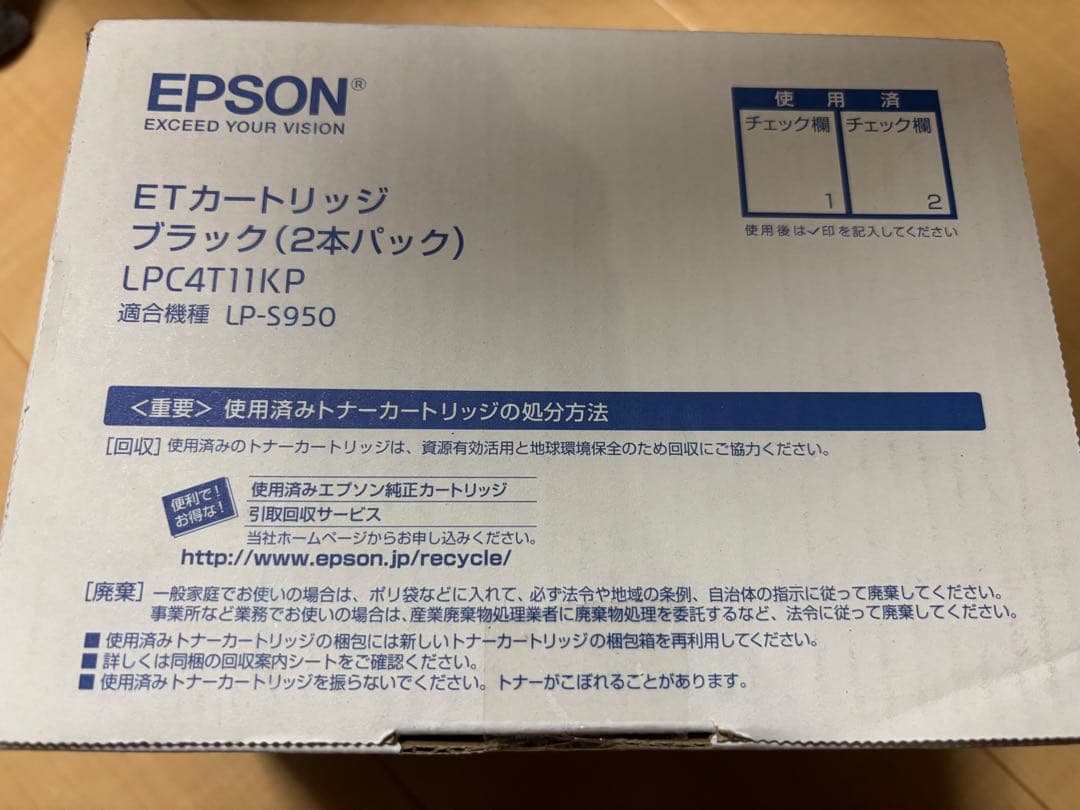 EPSON®
EXCEED YOUR VISION
使用済
チェック欄 チェック欄
1 2
使用後は✓印を記入してください
ETカートリッジ
ブラック(2本パック)
LPC4T11KP
適合機種 LP-S950
<重要> 使用済みトナーカートリッジの処分方法
[回収] 使用済みのトナーカートリッジは、資源有効活用と地球環境保全のため回収にご協力ください。
便利で!
お得な!
使用済みエプソン純正カートリッジ
引取回収サービス
当社ホームページからお申し込みください。
http://www.epson.jp/recycle/
[廃棄] 一般家庭でお使いの場合は、ポリ袋などに入れて、必ず法令や地域の条例、自治体の指示に従って廃棄してください。
事業所など業務でお使いの場合は、産業廃棄物処理業者に廃棄物処理を委託するなど、法令に従って廃棄してください。
■ 使用済みトナーカートリッジの梱包には新しいトナーカートリッジの梱包箱を再利用してください。
■ 詳しくは同梱の回収案内シートをご確認ください。
■ 使用済みトナーカートリッジを振らないでください。トナーがこぼれることがあります。